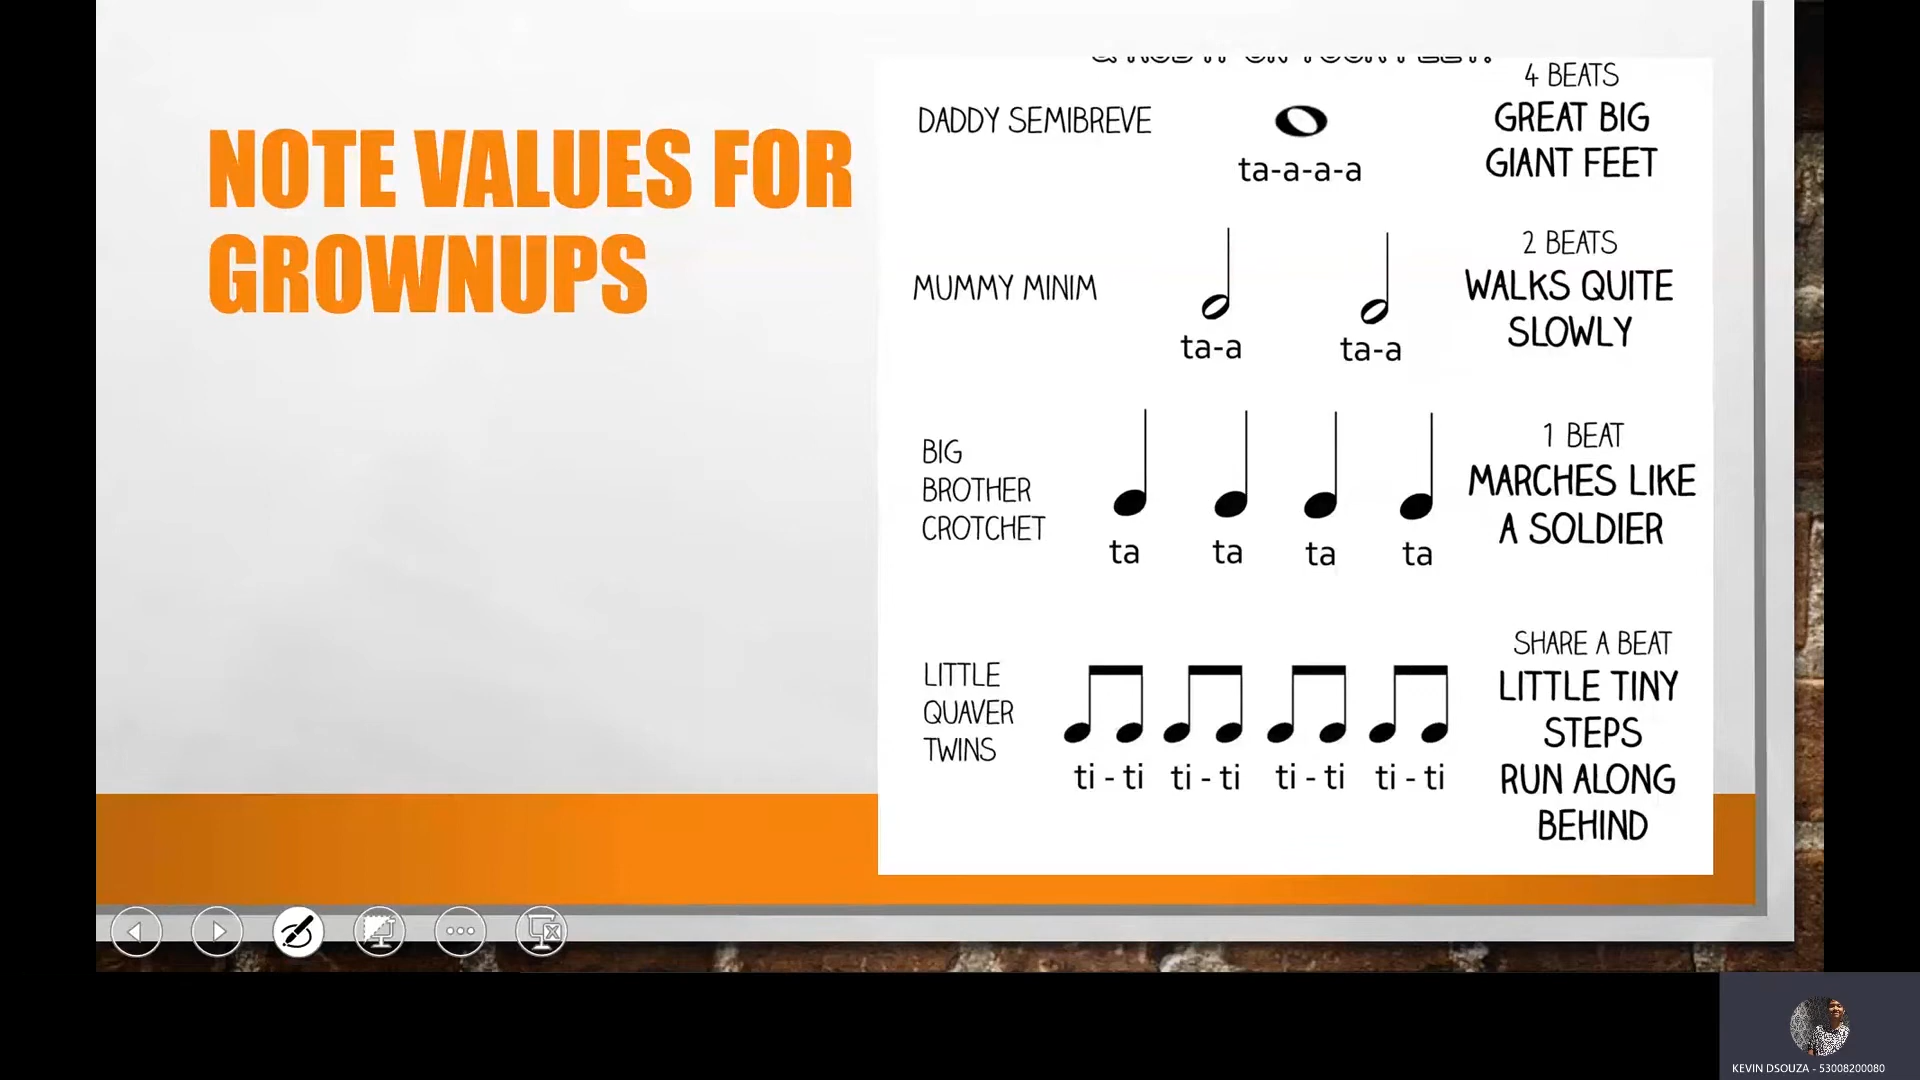 NOTE VALUES FOR
GROWNUPS
DADDY SEMIBREVE
ta-a-a-a
4 BEATS
GREAT BIG
GIANT FEET
MUMMY MINIM
ta-a ta-a
2 BEATS
WALKS QUITE
SLOWLY
BIG
BROTHER
CROTCHET
ta ta ta ta
1 BEAT
MARCHES LIKE
A SOLDIER
LITTLE
QUAVER
TWINS
ti - ti ti - ti ti - ti ti - ti
SHARE A BEAT
LITTLE TINY
STEPS
RUN ALONG
BEHIND
KEVIN DSOUZA - 53008200080